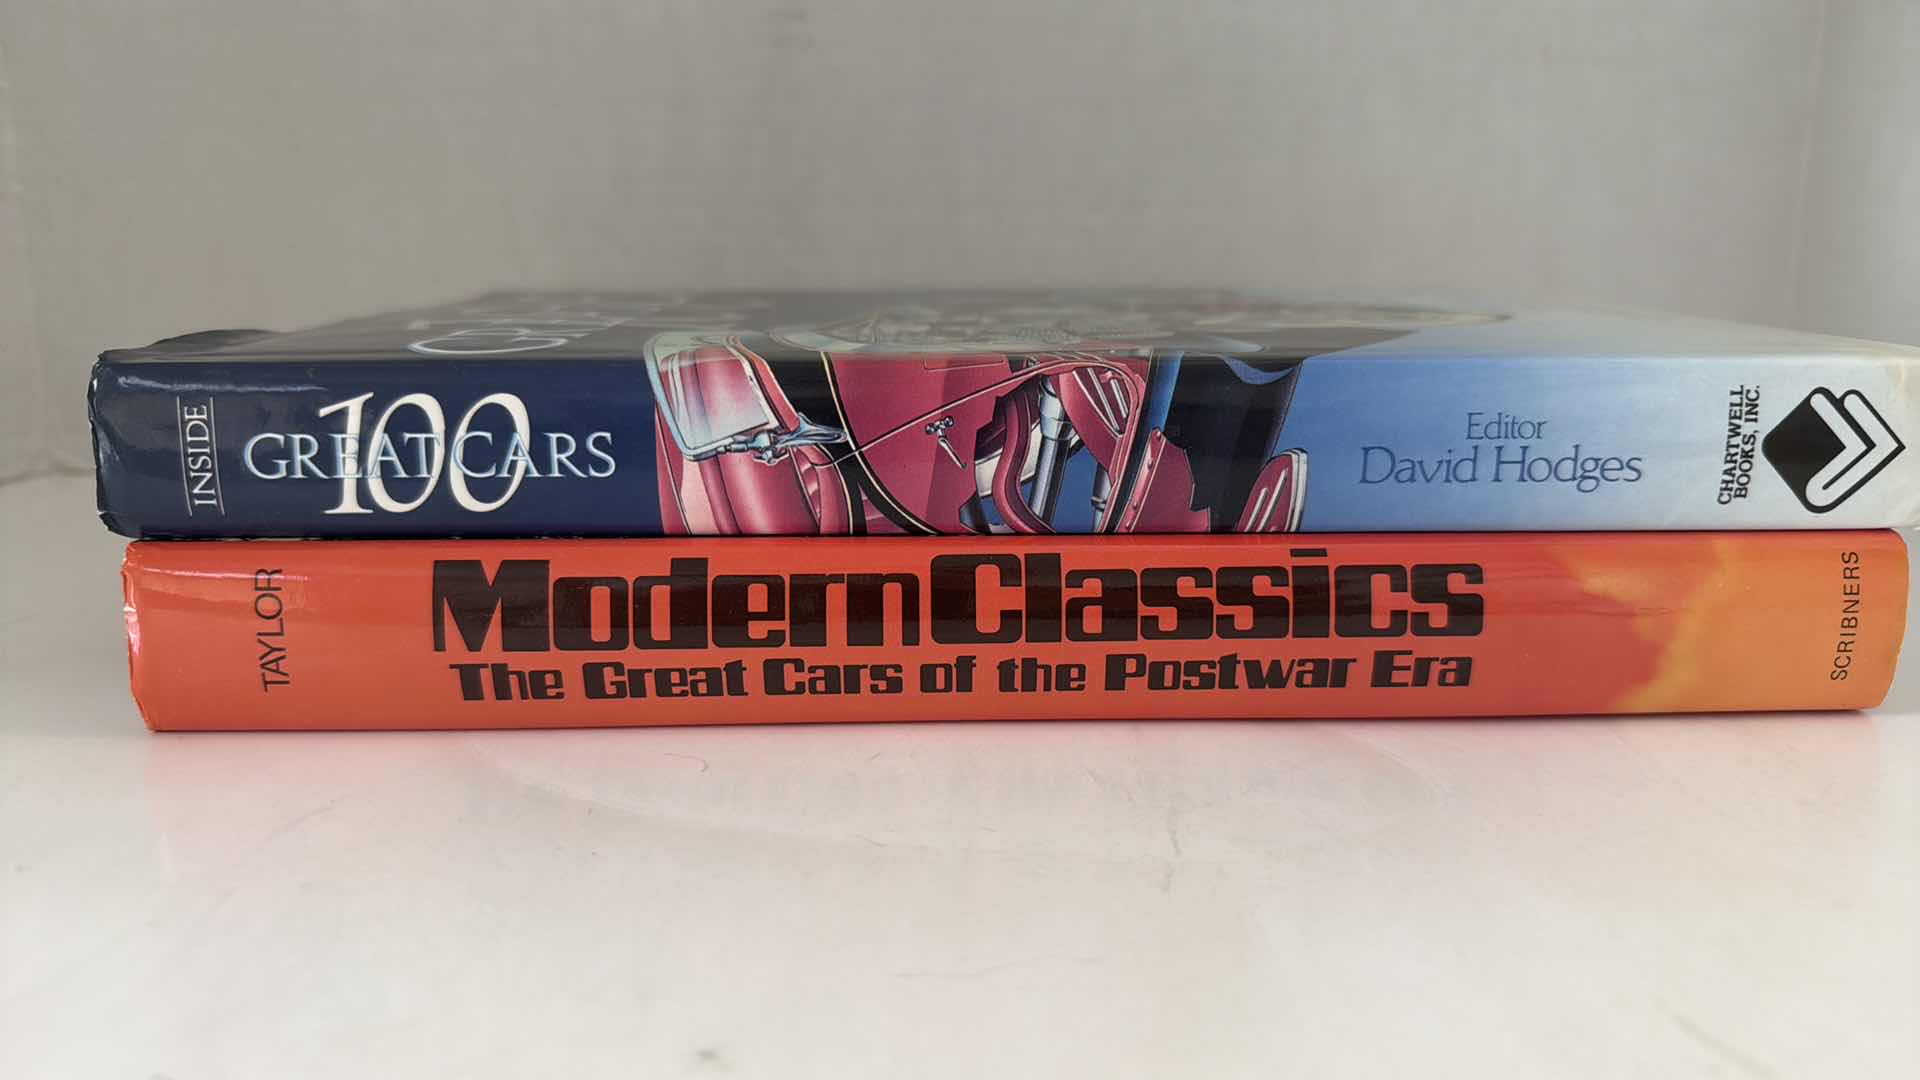 INSIDE
100
GREAT CARS
Editor
David Hodges
CHARTWELL
BOOKS, INC.
TAYLOR
Modern Classics
The Great Cars of the Postwar Era
SCRIBNERS